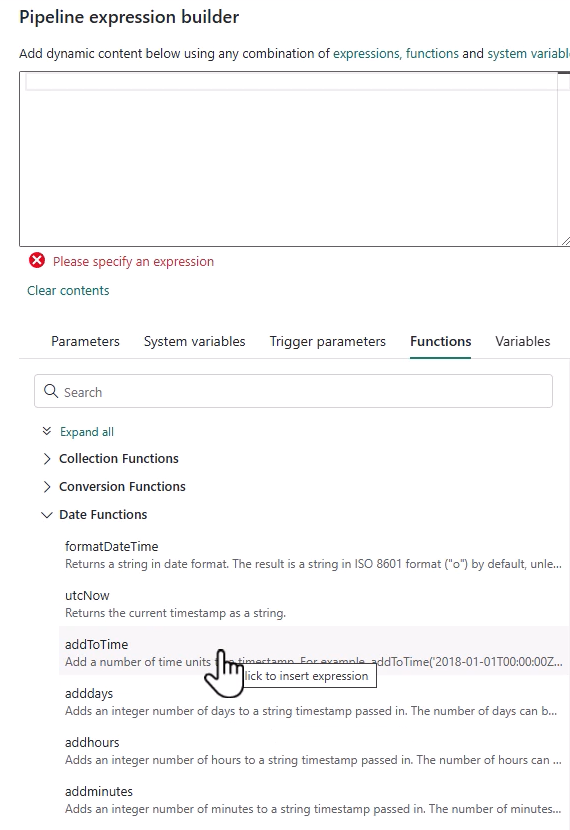 Pipeline expression builder
Add dynamic content below using any combination of expressions, functions and system variabl
Please specify an expression
Clear contents
Parameters System variables Trigger parameters Functions Variables
Search
Expand all
Collection Functions
Conversion Functions
Date Functions
formatDateTime
Returns a string in date format. The result is a string in ISO 8601 format ("o") by default, unle...
utcNow
Returns the current timestamp as a string.
addToTime
Add a number of time units to a timestamp. For example, addToTime('2018-01-01T00:00:00Z...
lick to insert expression
adddays
Adds an integer number of days to a string timestamp passed in. The number of days can b...
addhours
Adds an integer number of hours to a string timestamp passed in. The number of hours can ...
addminutes
Adds an integer number of minutes to a string timestamp passed in. The number of minutes...